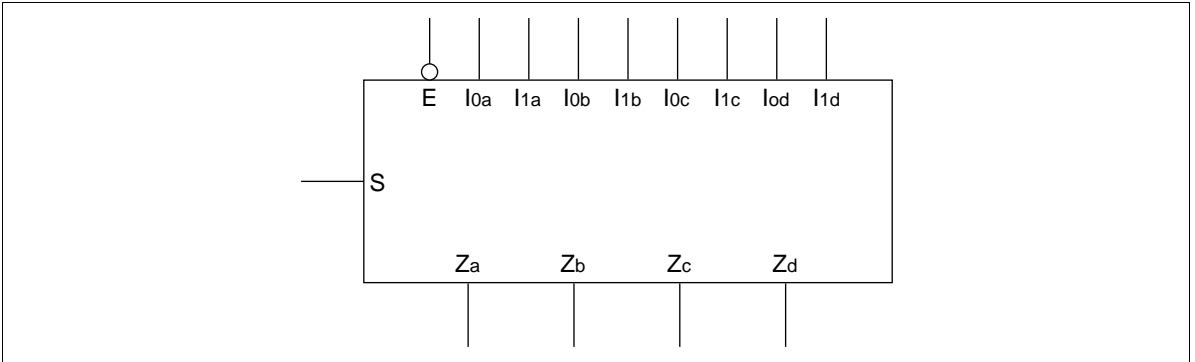 E I0a I1a I0b I1b I0c I1c Iod I1d
S
Za Zb Zc Zd